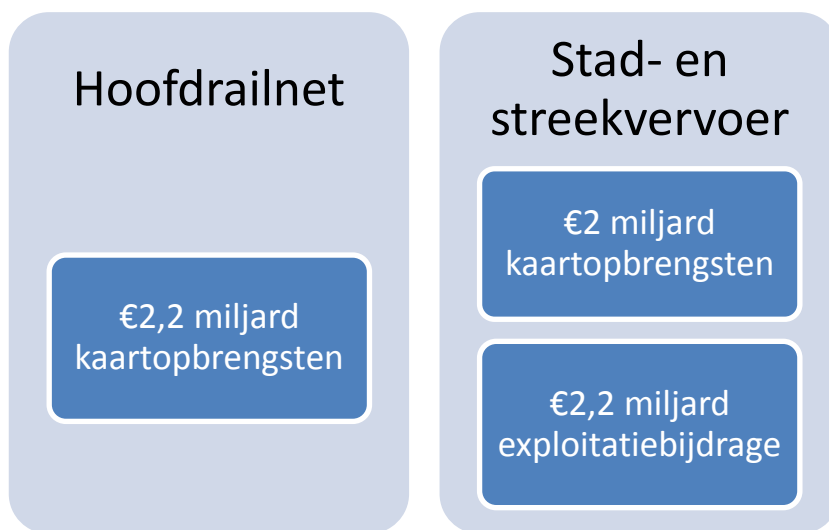 Hoofdrailnet
€2,2 miljard
kaartopbrengsten
Stad- en
streekvervoer
€2 miljard
kaartopbrengsten
€2,2 miljard
exploitatiebijdrage